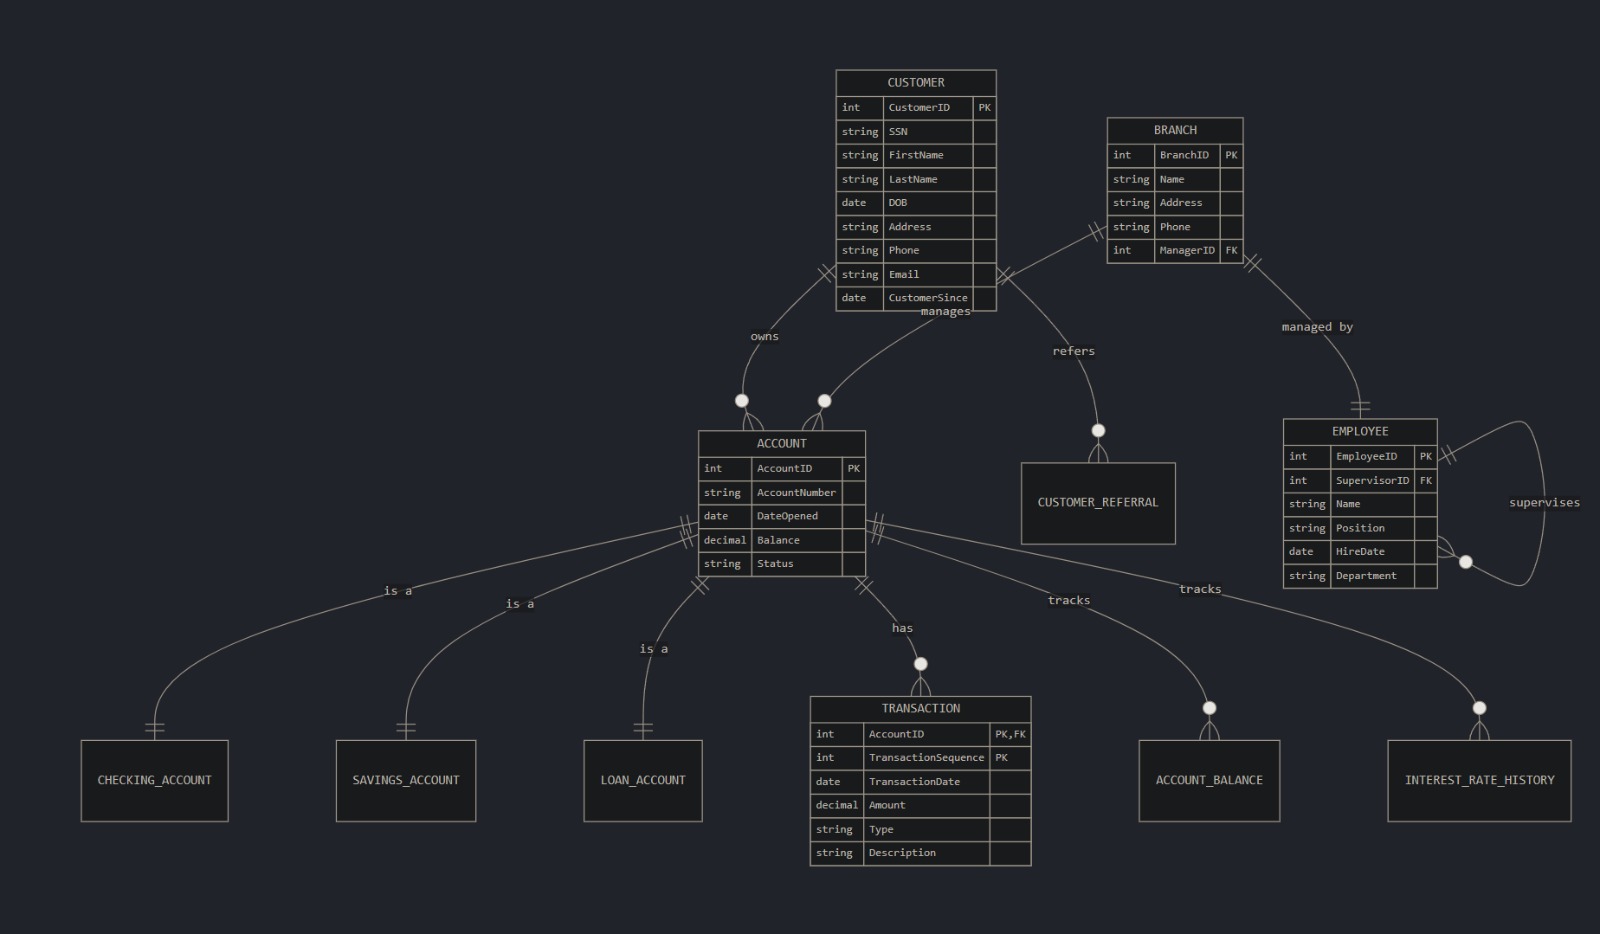 CUSTOMER
int CustomerID PK
string SSN
string FirstName
string LastName
date DOB
string Address
string Phone
string Email
date CustomerSince
BRANCH
int BranchID PK
string Name
string Address
string Phone
int ManagerID FK
manages
owns
refers
managed by
ACCOUNT
int AccountID PK
string AccountNumber
date DateOpened
decimal Balance
string Status
CUSTOMER_REFERRAL
EMPLOYEE
int EmployeeID PK
int SupervisorID FK
string Name
string Position
date HireDate
string Department
supervises
is a
is a
is a
has
tracks
tracks
CHECKING_ACCOUNT
SAVINGS_ACCOUNT
LOAN_ACCOUNT
TRANSACTION
int AccountID PK,FK
int TransactionSequence PK
date TransactionDate
decimal Amount
string Type
string Description
ACCOUNT_BALANCE
INTEREST_RATE_HISTORY